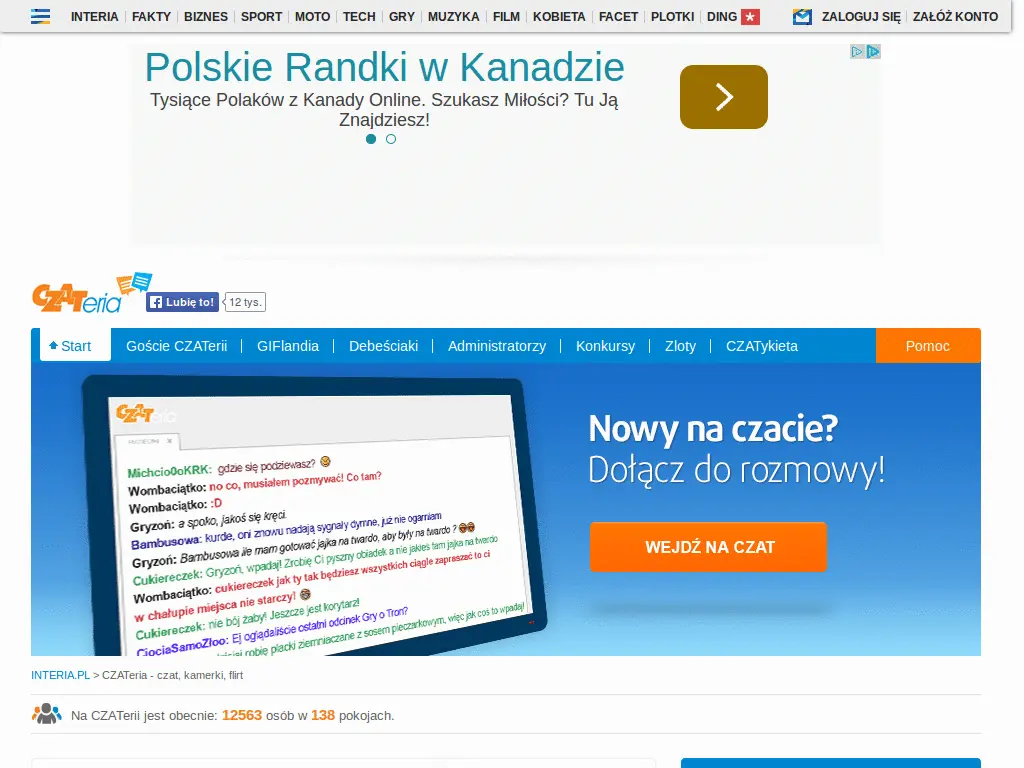 INTERIA FAKTY BIZNES SPORT MOTO TECH GRY MUZYKA FILM KOBIETA FACET PLOTKI DING ZALOGUJ SIĘ ZAŁÓŻ KONTO
Polskie Randki w Kanadzie
Tysiące Polaków z Kanady Online. Szukasz Miłości? Tu Ją
Znajdziesz!
CZATeria
Lubię to! 12 tys.
Start Goście CZATerii GIFlandia Debeściaki Administratorzy Konkursy Zloty CZATykieta Pomoc
CZATeria
Michcio0oKRK: gdzie się podziewasz?
Wombaciątko: no co, musiałem pozmywać! Co tam?
Wombaciątko: :D
Gryzoń: a spoko, jakoś się kręci.
Bambusowa: kurde, oni znowu nadają sygnały dymne, już nie ogarniam
Gryzoń: Bambusowa ile mam gotować jajka na twardo, aby były na twardo ?
Cukiereczek: Gryzoń, wpadaj! Zrobię Ci pyszny obiadek a nie jakieś tam jajka na twardo
Wombaciątko: cukiereczek jak ty tak będziesz wszystkich ciągle zapraszać to ci
w chałupie miejsca nie starczy!
Cukiereczek: nie bój żaby! Jeszcze jest korytarz!
CiociaSamoZłoo: Ej oglądaliście ostatni odcinek Gry o Tron?
robię placki ziemniaczane z sosem pieczarkowym, więc jak coś to wpadaj!
Nowy na czacie?
Dołącz do rozmowy!
WEJDŹ NA CZAT
INTERIA.PL > CZATeria - czat, kamerki, flirt
Na CZATerii jest obecnie: 12563 osób w 138 pokojach.